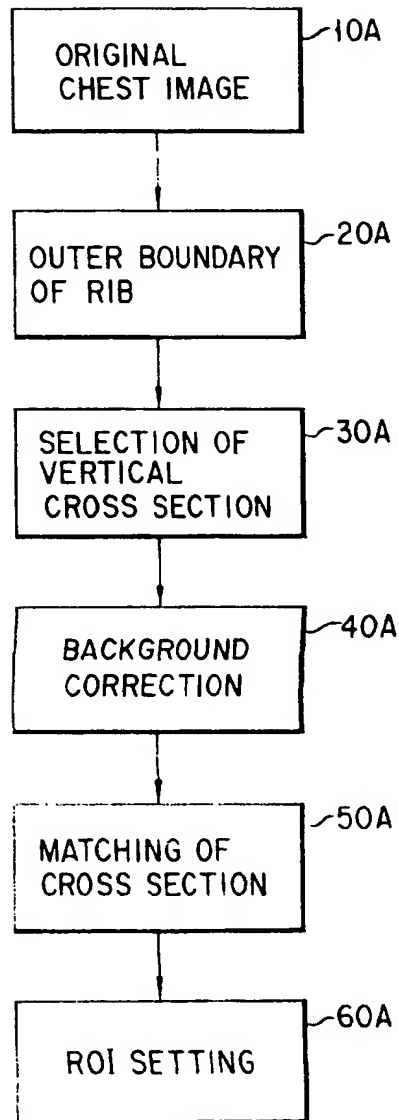 10A
ORIGINAL
CHEST IMAGE
20A
OUTER BOUNDARY
OF RIB
30A
SELECTION OF
VERTICAL
CROSS SECTION
40A
BACKGROUND
CORRECTION
50A
MATCHING OF
CROSS SECTION
60A
ROI SETTING